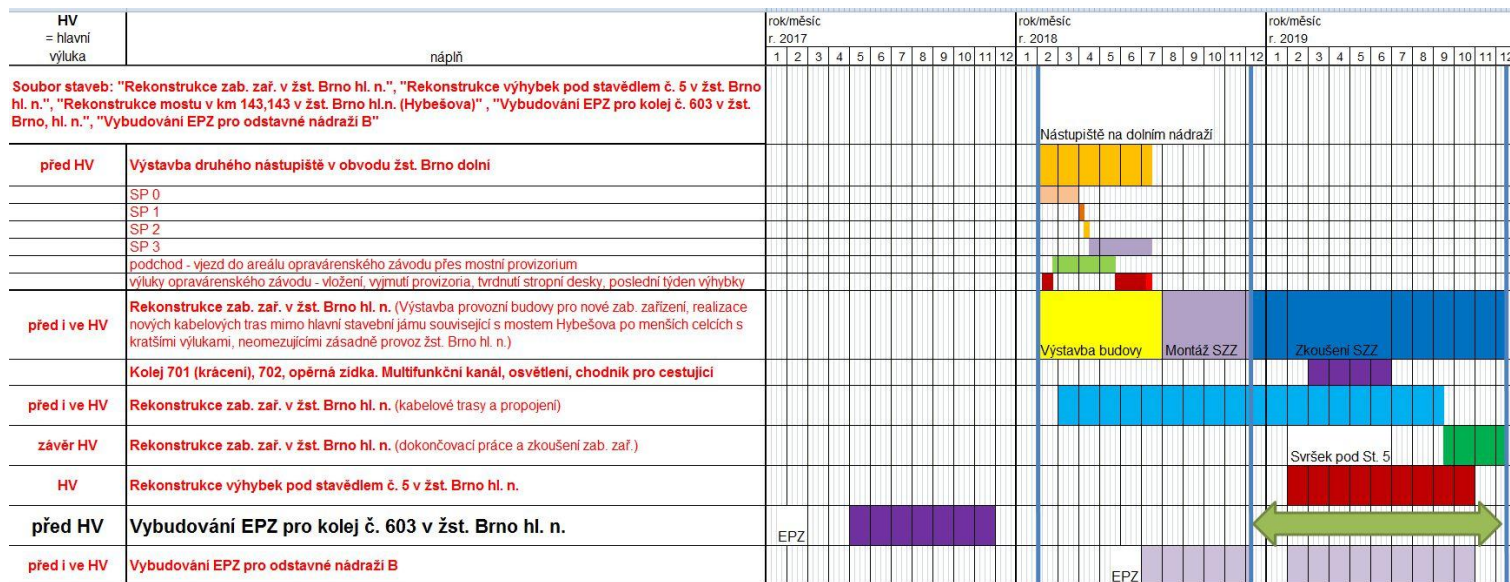 HV
= hlavní
výluka
náplň
rok/měsíc
r. 2017
1 2 3 4 5 6 7 8 9 10 11 12
rok/měsíc
r. 2018
1 2 3 4 5 6 7 8 9 10 11 12
rok/měsíc
r. 2019
1 2 3 4 5 6 7 8 9 10 11 12
Soubor staveb: "Rekonstrukce zab. zař. v žst. Brno hl. n.", "Rekonstrukce výhybek pod stavědlem č. 5 v žst. Brno
hl. n.", "Rekonstrukce mostu v km 143,143 v žst. Brno hl.n. (Hybešova)" , "Vybudování EPZ pro kolej č. 603 v žst.
Brno, hl. n.", "Vybudování EPZ pro odstavné nádraží B"
Nástupiště na dolním nádraží
před HV
Výstavba druhého nástupiště v obvodu žst. Brno dolní
SP 0
SP 1
SP 2
SP 3
podchod - vjezd do areálu opravárenského závodu přes mostní provizorium
výluky opravárenského závodu - vložení, vyjmutí provizoria, tvrdnutí stropní desky, poslední týden výhybky
před i ve HV
Rekonstrukce zab. zař. v žst. Brno hl. n. (Výstavba provozní budovy pro nové zab. zařízení, realizace
nových kabelových tras mimo hlavní stavební jámu související s mostem Hybešova po menších celcích s
kratšími výlukami, neomezujícími zásadně provoz žst. Brno hl. n.)
Výstavba budovy
Montáž SZZ
Zkoušení SZZ
Kolej 701 (krácení), 702, opěrná zídka. Multifunkční kanál, osvětlení, chodník pro cestující
před i ve HV
Rekonstrukce zab. zař. v žst. Brno hl. n. (kabelové trasy a propojení)
závěr HV
Rekonstrukce zab. zař. v žst. Brno hl. n. (dokončovací práce a zkoušení zab. zař.)
Svršek pod St. 5
HV
Rekonstrukce výhybek pod stavědlem č. 5 v žst. Brno hl. n.
před HV
Vybudování EPZ pro kolej č. 603 v žst. Brno hl. n.
EPZ
před i ve HV
Vybudování EPZ pro odstavné nádraží B
EPZ